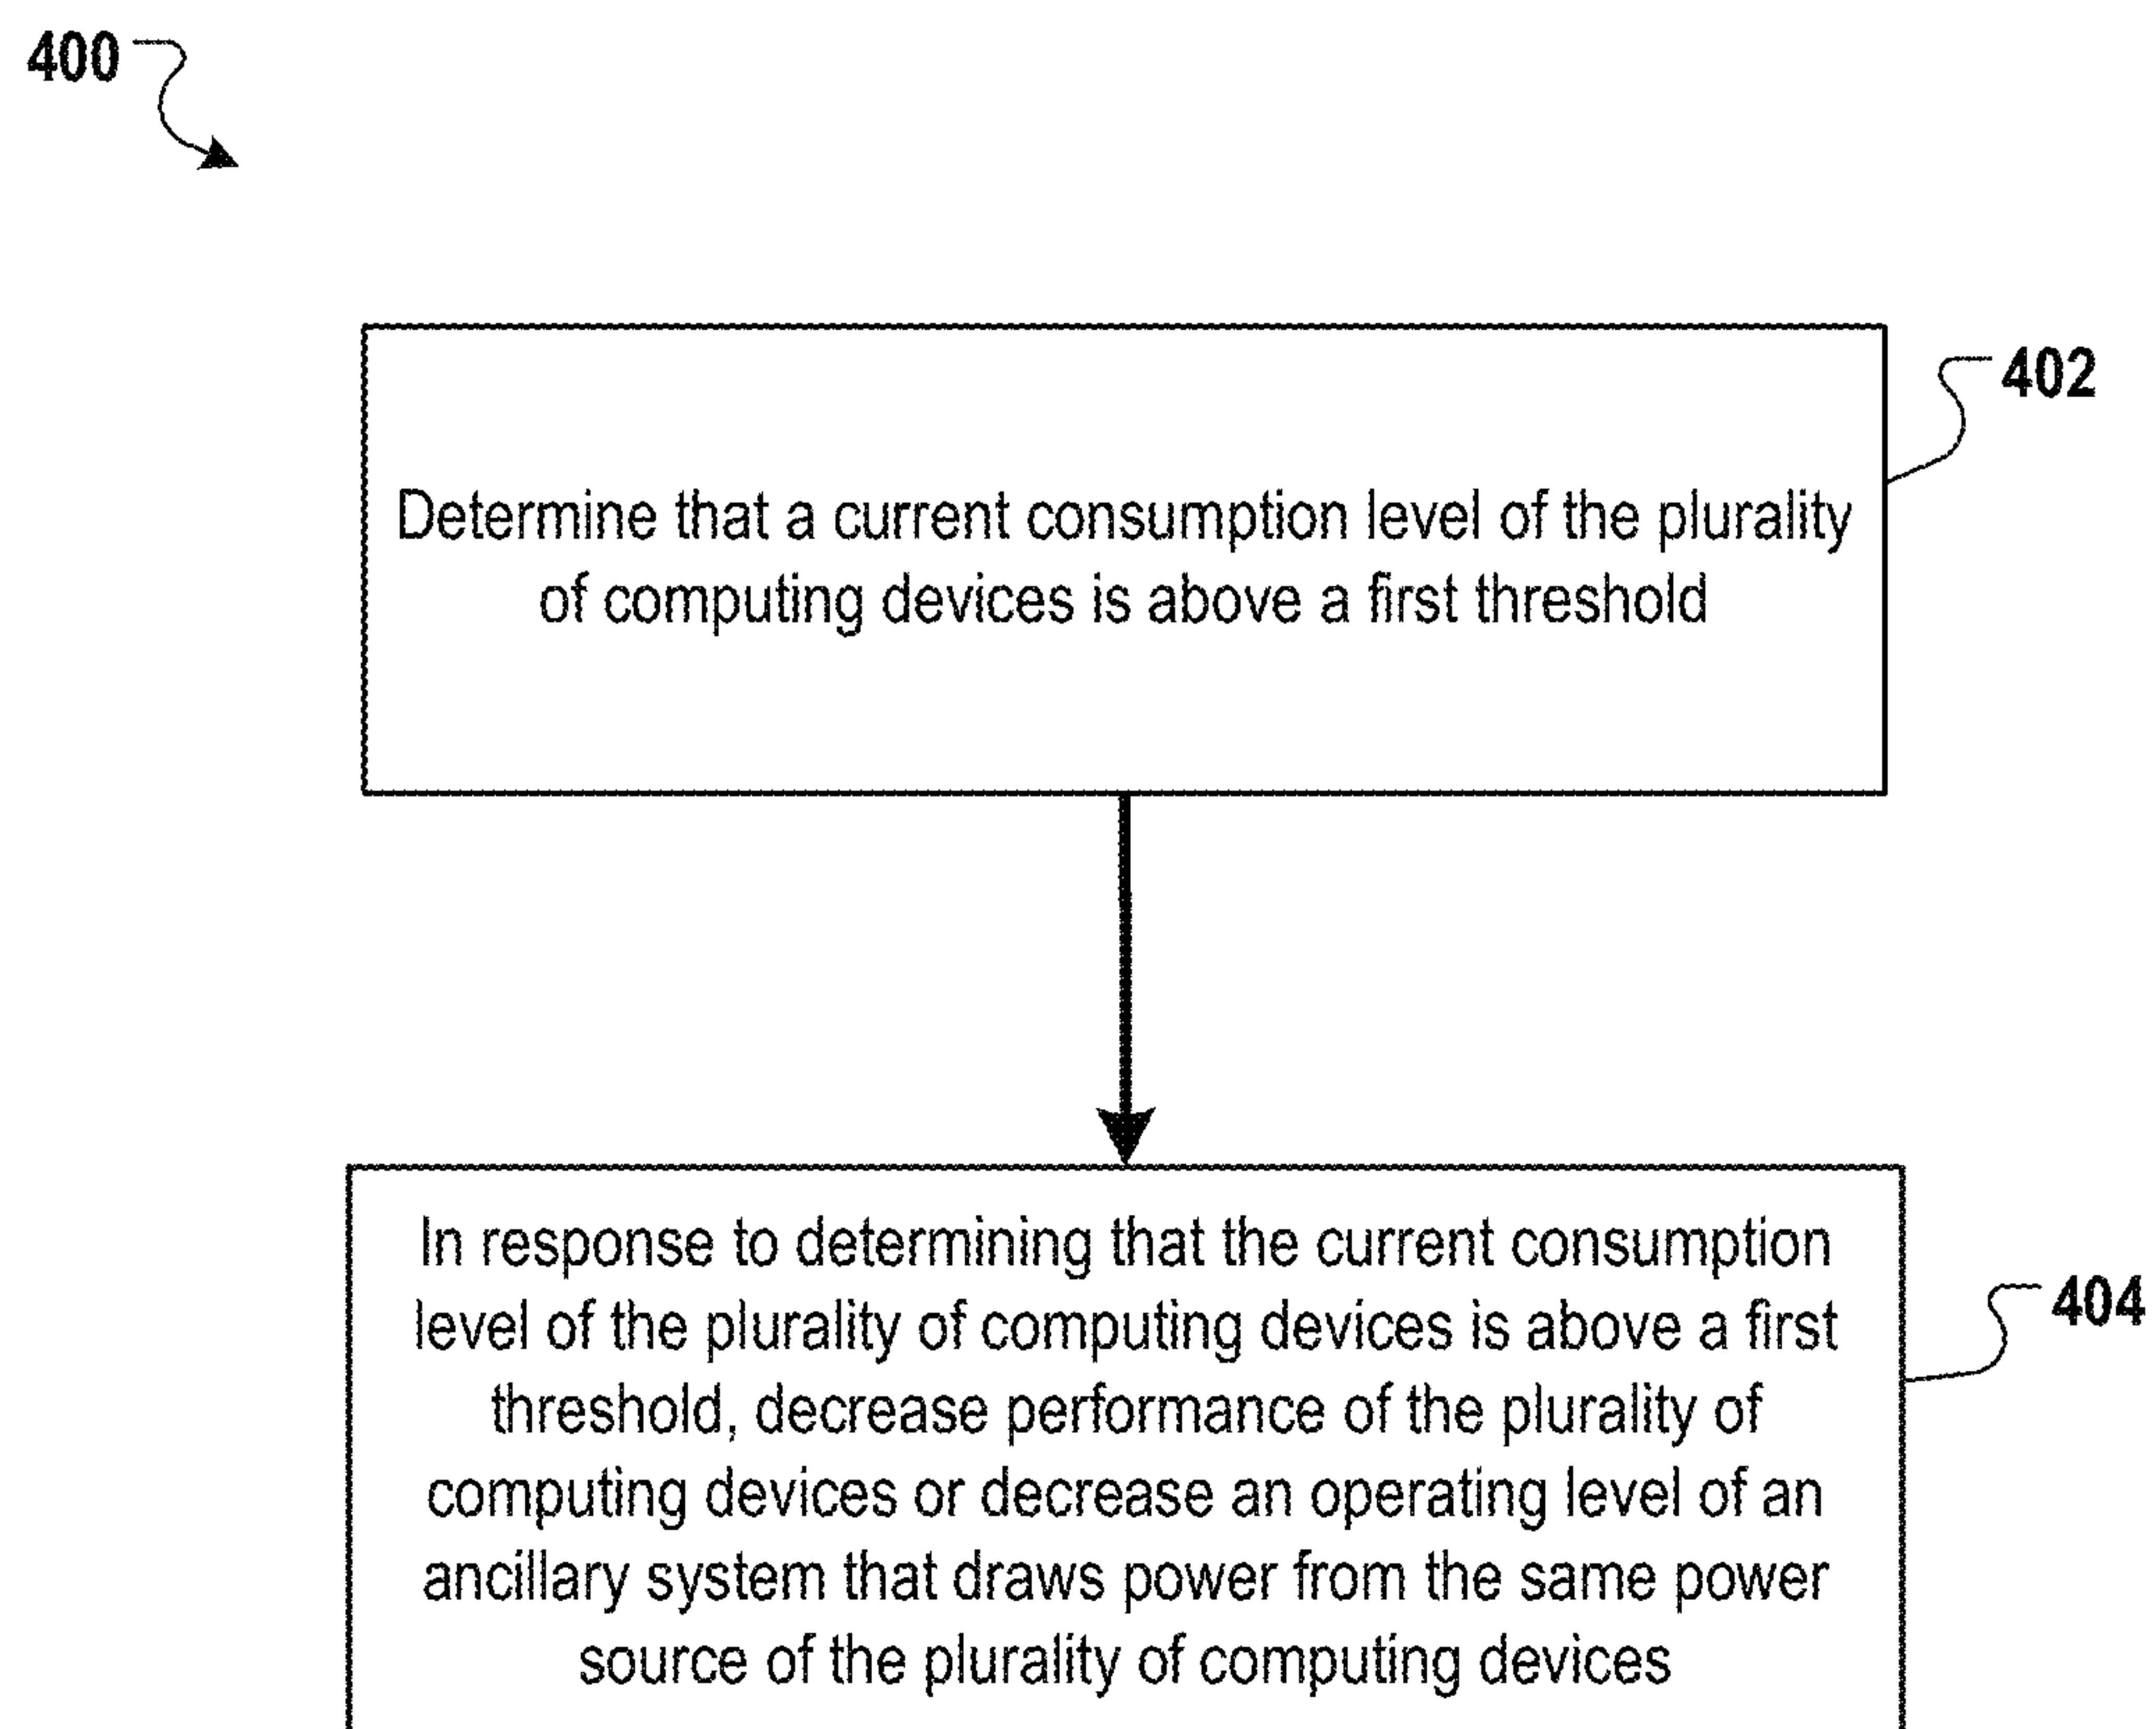 400
402
Determine that a current consumption level of the plurality
of computing devices is above a first threshold
In response to determining that the current consumption
level of the plurality of computing devices is above a first
threshold, decrease performance of the plurality of
computing devices or decrease an operating level of an
ancillary system that draws power from the same power
source of the plurality of computing devices
404